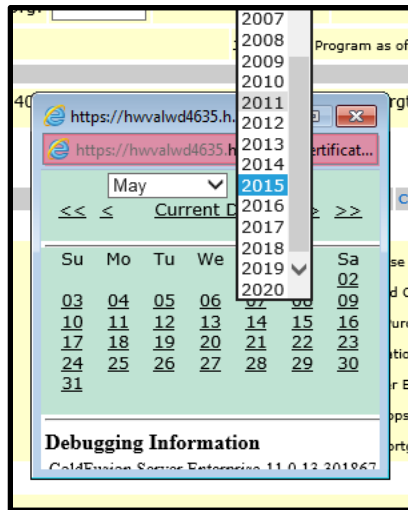 2007
2008
Program as of
2009
2010
2011
40
https://hwvalwd4635.h.
2012
2013
https://hwvalwd4635.h
ertificat...
2014
May
2015
<< <
Current D
>>
2016
2017
2018
Su Mo Tu We
Sa
2019
02
2020
03 04 05 06 07 08 09
10 11 12 13 14 15 16
17 18 19 20 21 22 23
24 25 26 27 28 29 30
31
Debugging Information
ColdFusion Server Enterprise 11,0,13,301867